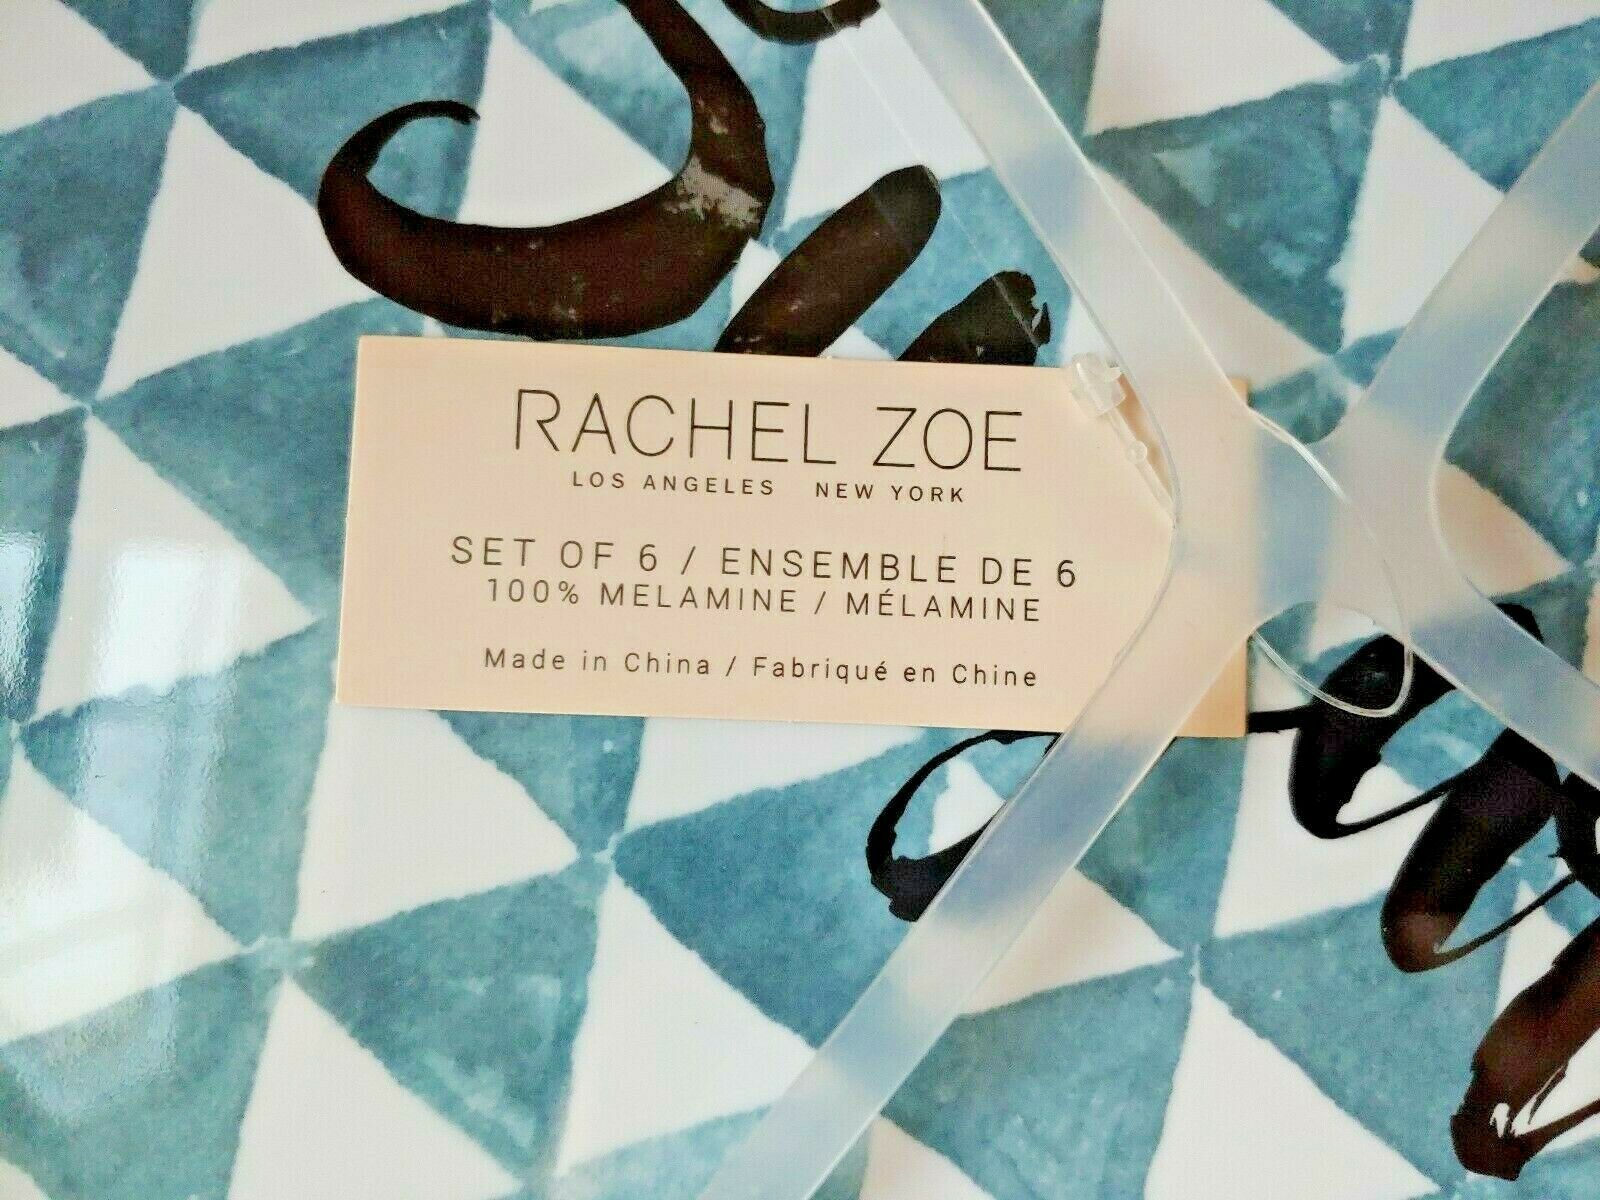 RACHEL ZOE
LOS ANGELES NEW YORK
SET OF 6 / ENSEMBLE DE 6
100% MELAMINE / MÉLAMINE
Made in China / Fabriqué en Chine